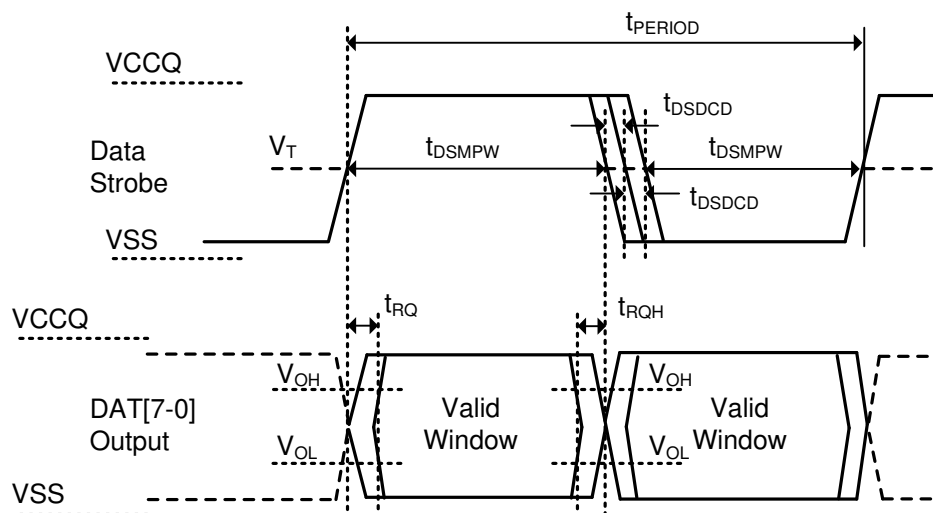 tPERIOD
VCCQ
tDSDCD
VT
Data
Strobe
tDSMPW
tDSMPW
tDSDCD
VSS
VCCQ
tRQ
tRQH
VOH
VOH
DAT[7-0]
Output
Valid
Window
Valid
Window
VOL
VOL
VSS